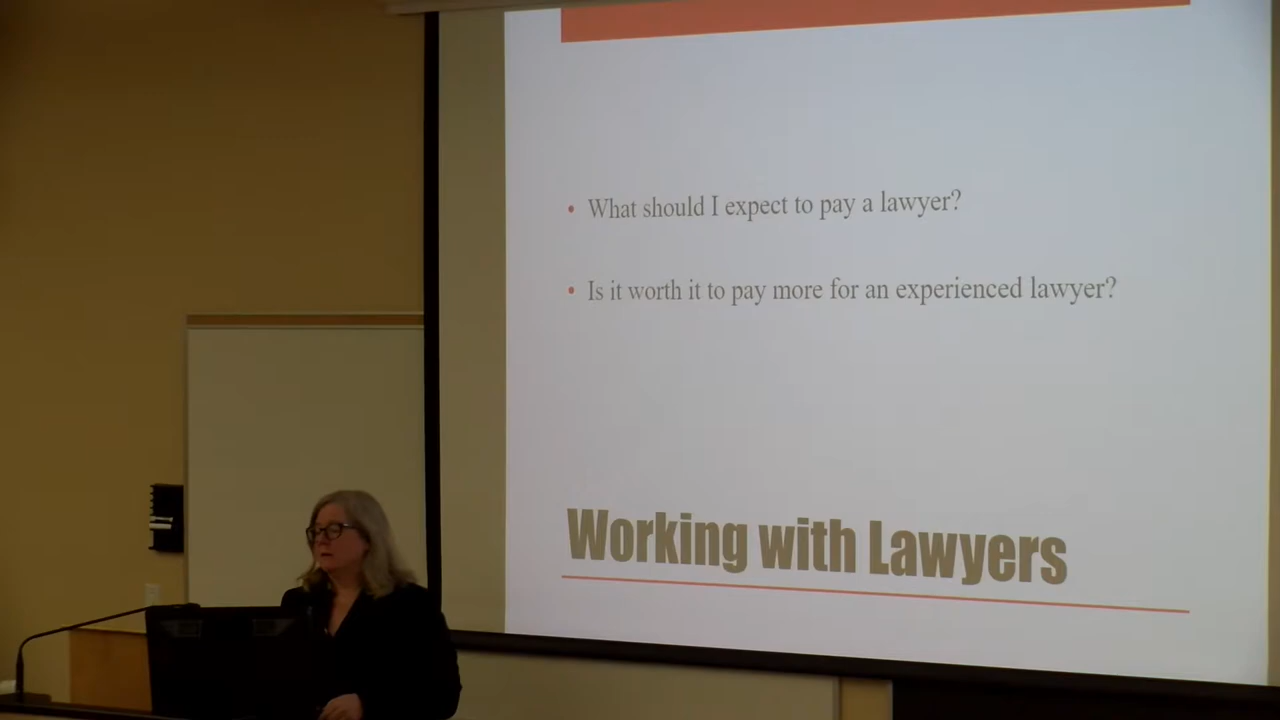 • What should I expect to pay a lawyer?
• Is it worth it to pay more for an experienced lawyer?
Working with Lawyers